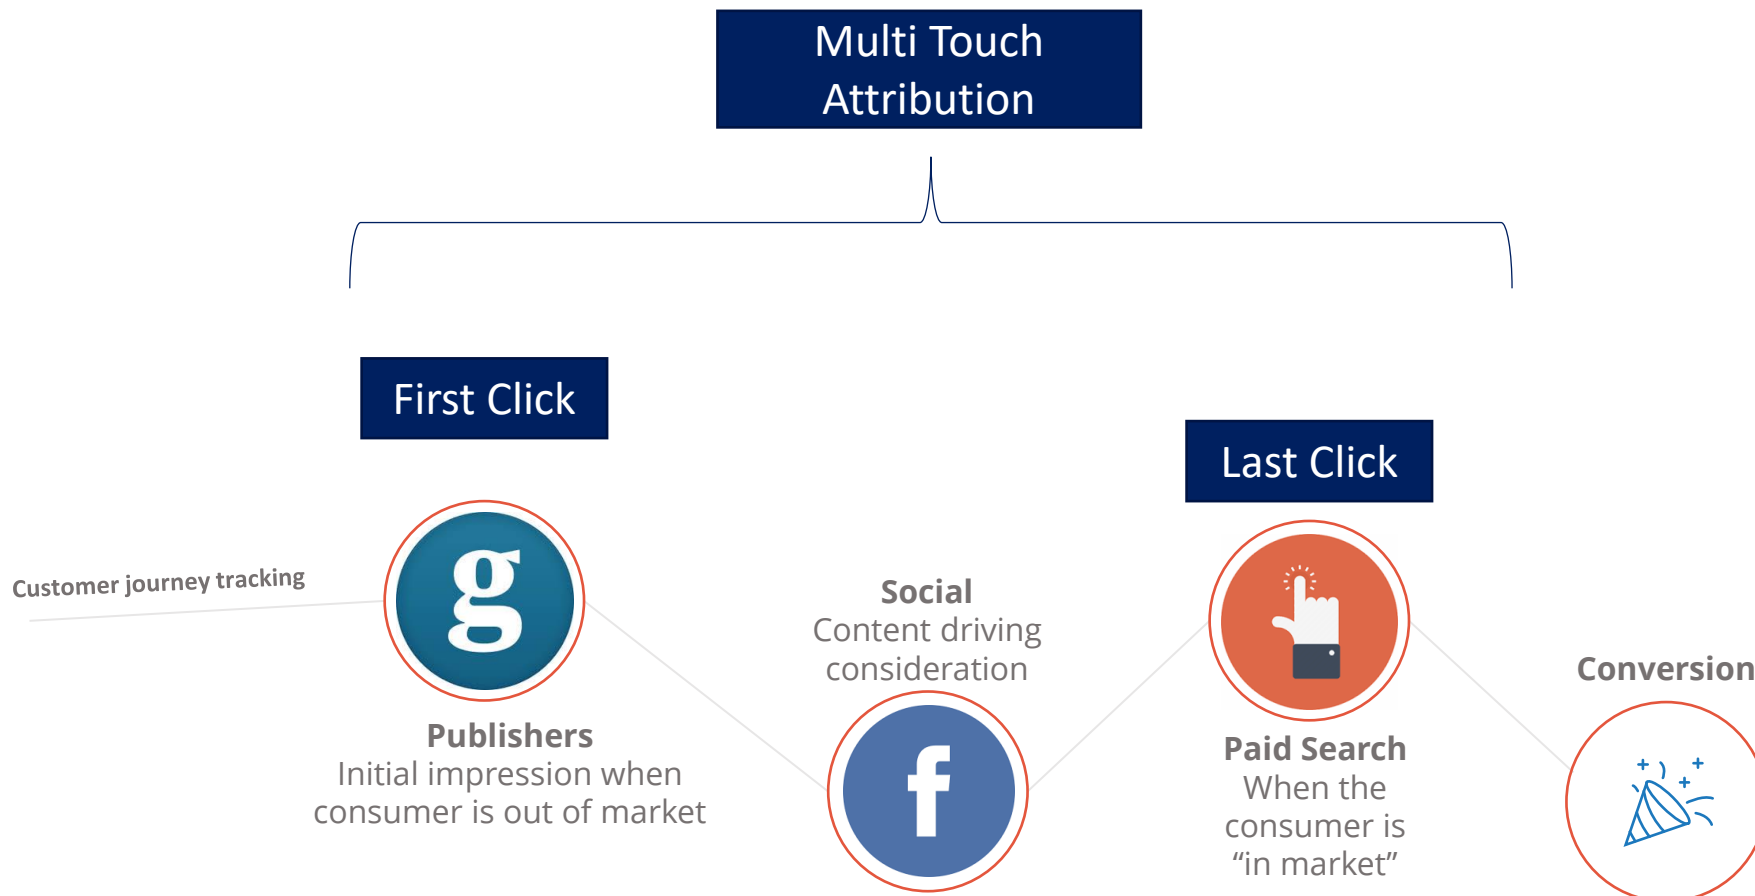 Multi Touch
Attribution
First Click
Last Click
Customer journey tracking
g
Publishers
Initial impression when
consumer is out of market
Social
Content driving
consideration
f
Paid Search
When the
consumer is
“in market”
Conversion